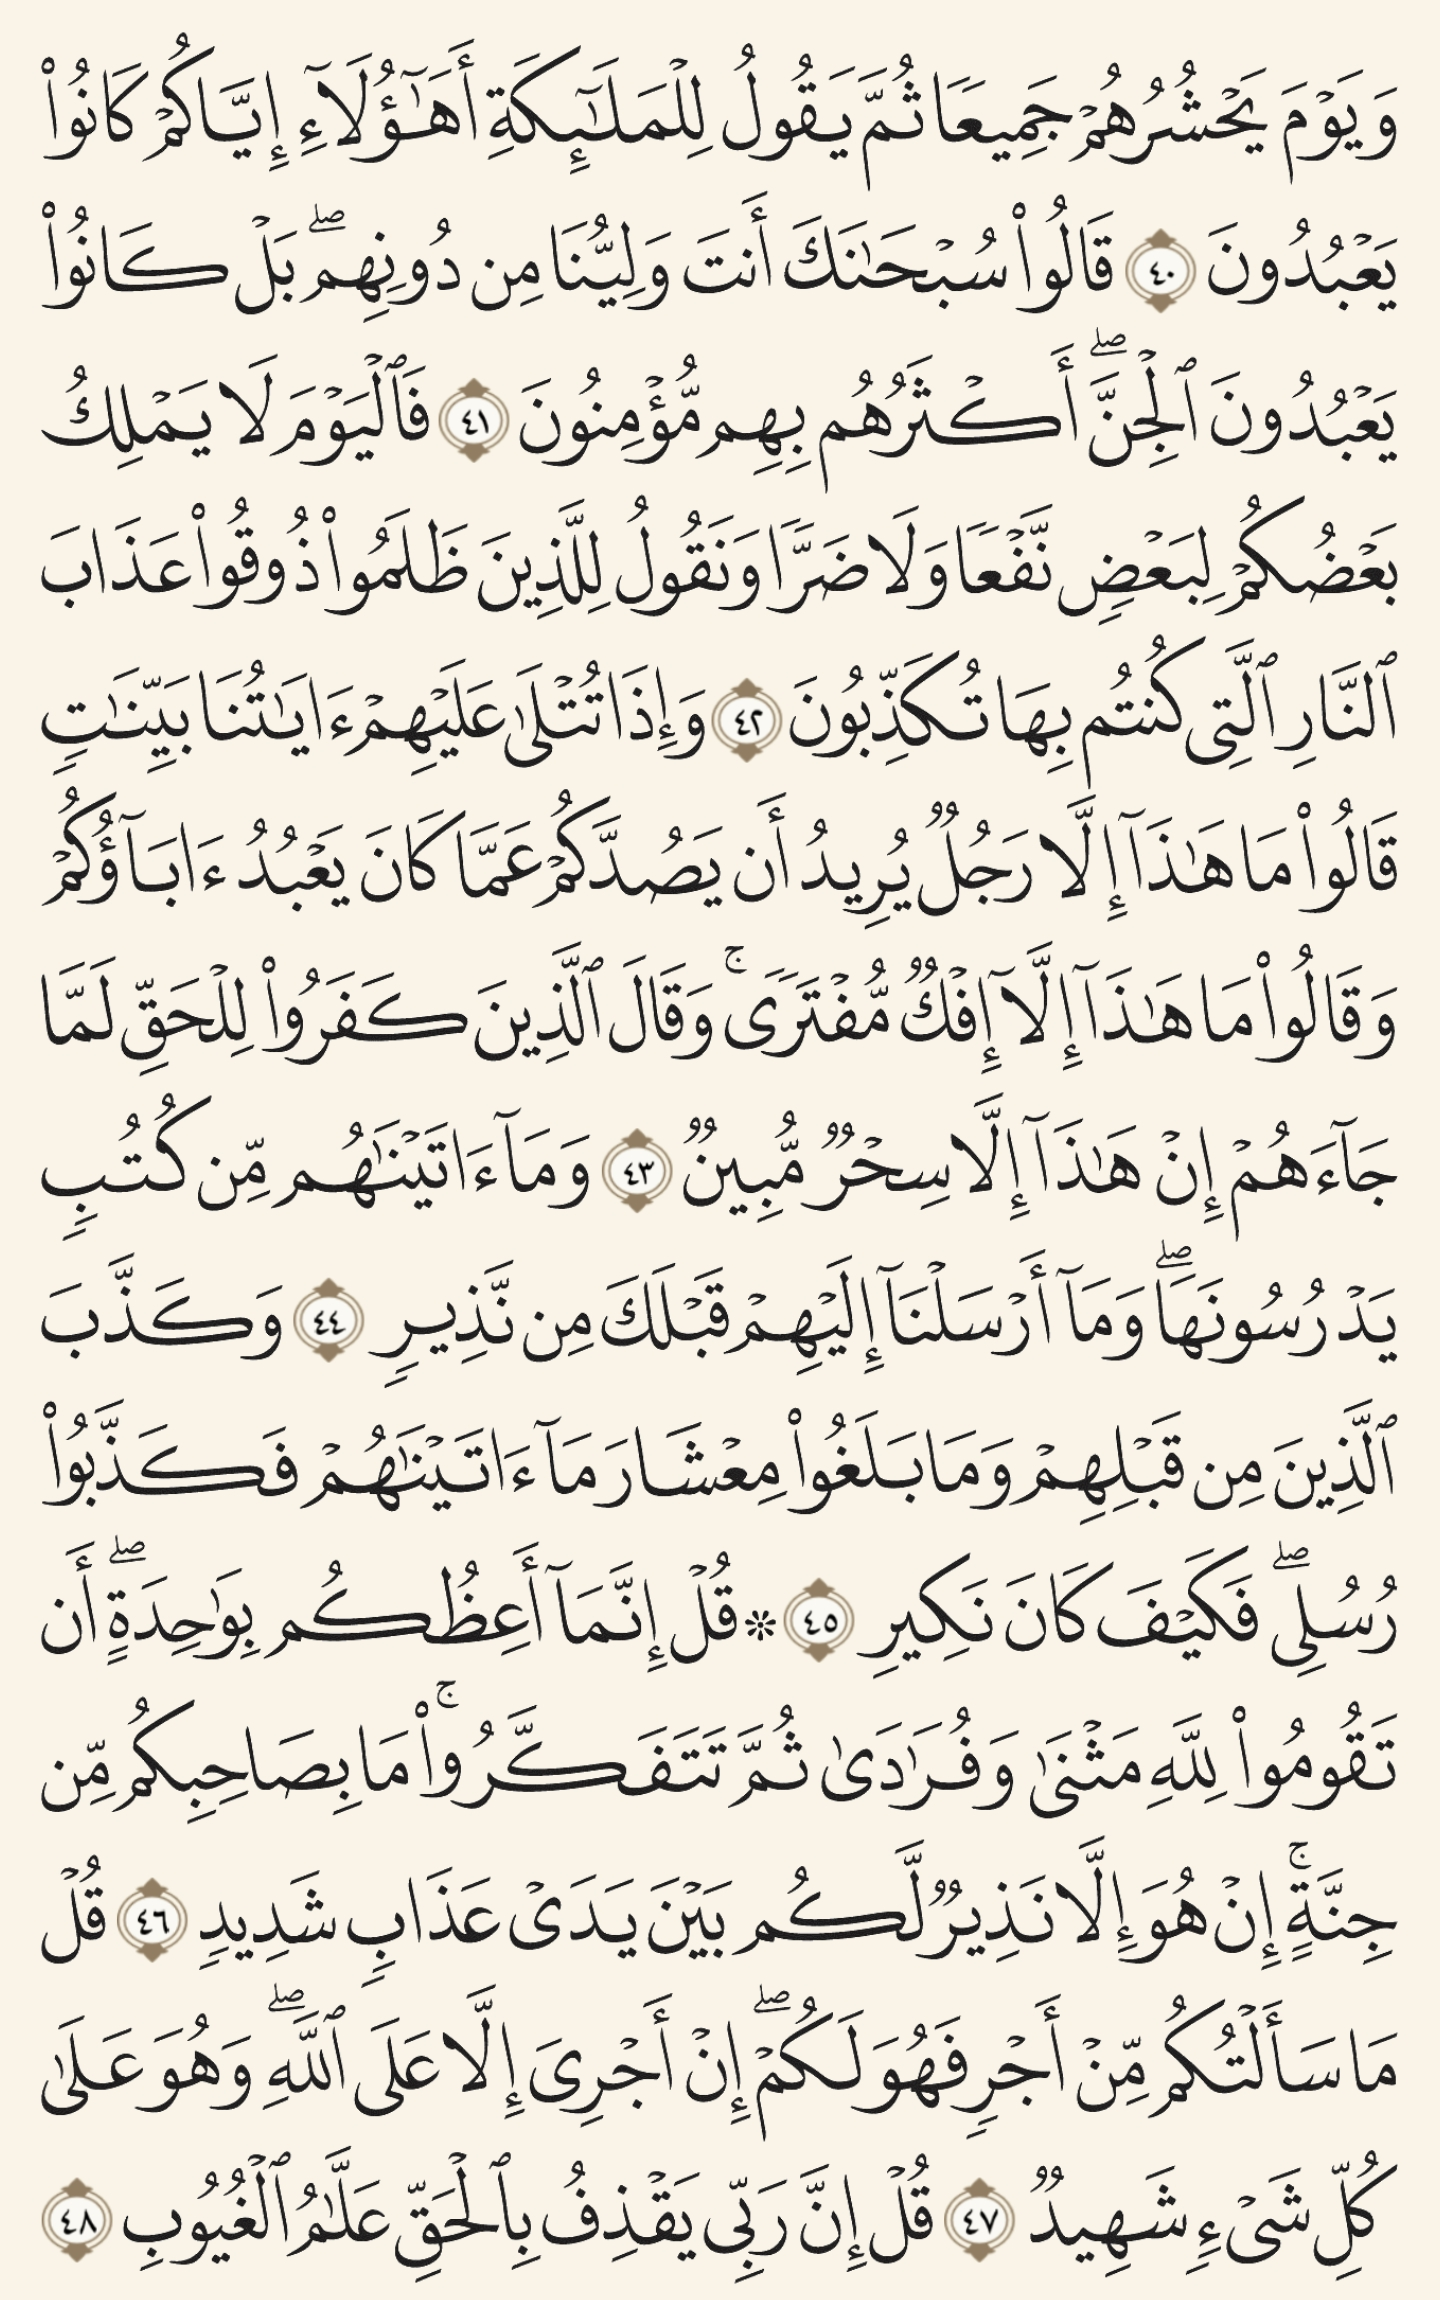 وَيَوْمَ يَحْشُرُهُمْ جَمِيعًا ثُمَّ يَقُولُ لِلْمَلَـٰٓئِكَةِ أَهَـٰٓؤُلَآءِ إِيَّاكُمْ كَانُوا۟
يَعْبُدُونَ ٤٠ قَالُوا۟ سُبْحَـٰنَكَ أَنتَ وَلِيُّنَا مِن دُونِهِم ۖ بَلْ كَانُوا۟
يَعْبُدُونَ ٱلْجِنَّ ۖ أَكْثَرُهُم بِهِم مُّؤْمِنُونَ ٤١ فَٱلْيَوْمَ لَا يَمْلِكُ
بَعْضُكُمْ لِبَعْضٍ نَّفْعًا وَلَا ضَرًّا وَنَقُولُ لِلَّذِينَ ظَلَمُوا۟ ذُوقُوا۟ عَذَابَ
ٱلنَّارِ ٱلَّتِى كُنتُم بِهَا تُكَذِّبُونَ ٤٢ وَإِذَا تُتْلَىٰ عَلَيْهِمْ ءَايَـٰتُنَا بَيِّنَـٰتٍ
قَالُوا۟ مَا هَـٰذَآ إِلَّا رَجُلٌ يُرِيدُ أَن يَصُدَّكُمْ عَمَّا كَانَ يَعْبُدُ ءَابَآؤُكُمْ
وَقَالُوا۟ مَا هَـٰذَآ إِلَّآ إِفْكٌ مُّفْتَرًى ۚ وَقَالَ ٱلَّذِينَ كَفَرُوا۟ لِلْحَقِّ لَمَّا
جَآءَهُمْ إِنْ هَـٰذَآ إِلَّا سِحْرٌ مُّبِينٌ ٤٣ وَمَآ ءَاتَيْنَـٰهُم مِّن كُتُبٍ
يَدْرُسُونَهَا ۖ وَمَآ أَرْسَلْنَآ إِلَيْهِمْ قَبْلَكَ مِن نَّذِيرٍ ٤٤ وَكَذَّبَ
ٱلَّذِينَ مِن قَبْلِهِمْ وَمَا بَلَغُوا۟ مِعْشَارَ مَآ ءَاتَيْنَـٰهُمْ فَكَذَّبُوا۟
رُسُلِى ۖ فَكَيْفَ كَانَ نَكِيرِ ٤٥ ۞ قُلْ إِنَّمَآ أَعِظُكُم بِوَٰحِدَةٍ ۖ أَن
تَقُومُوا۟ لِلَّهِ مَثْنَىٰ وَفُرَٰدَىٰ ثُمَّ تَتَفَكَّرُوا۟ ۚ مَا بِصَاحِبِكُم مِّن
جِنَّةٍ ۚ إِنْ هُوَ إِلَّا نَذِيرٌ لَّكُم بَيْنَ يَدَىْ عَذَابٍ شَدِيدٍ ٤٦ قُلْ
مَا سَأَلْتُكُم مِّنْ أَجْرٍ فَهُوَ لَكُمْ ۖ إِنْ أَجْرِىَ إِلَّا عَلَى ٱللَّهِ ۖ وَهُوَ عَلَىٰ
كُلِّ شَىْءٍ شَهِيدٌ ٤٧ قُلْ إِنَّ رَبِّى يَقْذِفُ بِٱلْحَقِّ عَلَّـٰمُ ٱلْغُيُوبِ ٤٨